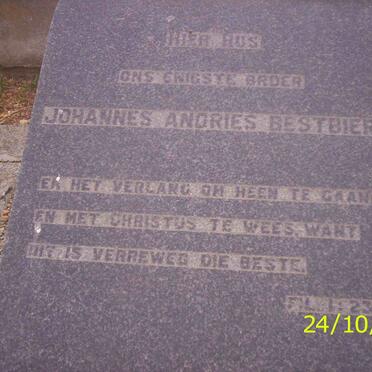 HIER RUS
ONS ENIGSTE BROER
JOHANNES ANDRIES BESTBIER
EK HET VERLANG OM HEEN TE GAAN
EN MET CHRISTUS TE WEES, WANT
DIT IS VERREWEG DIE BESTE.
FIL. 1:23
24/10/